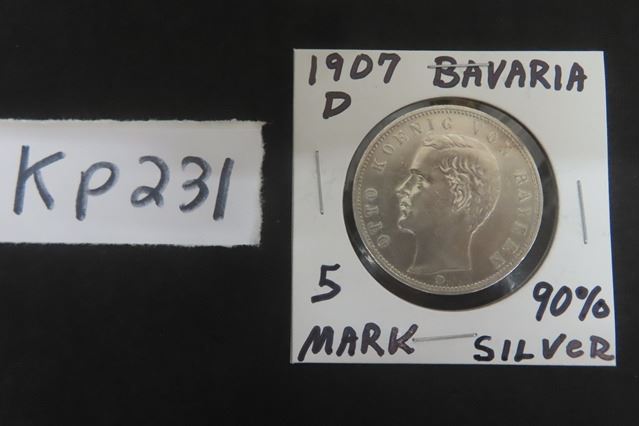 KP231
1907 BAVARIA
D
OTTO KOENIG VON BAYERN
D
5 90%
MARK SILVER